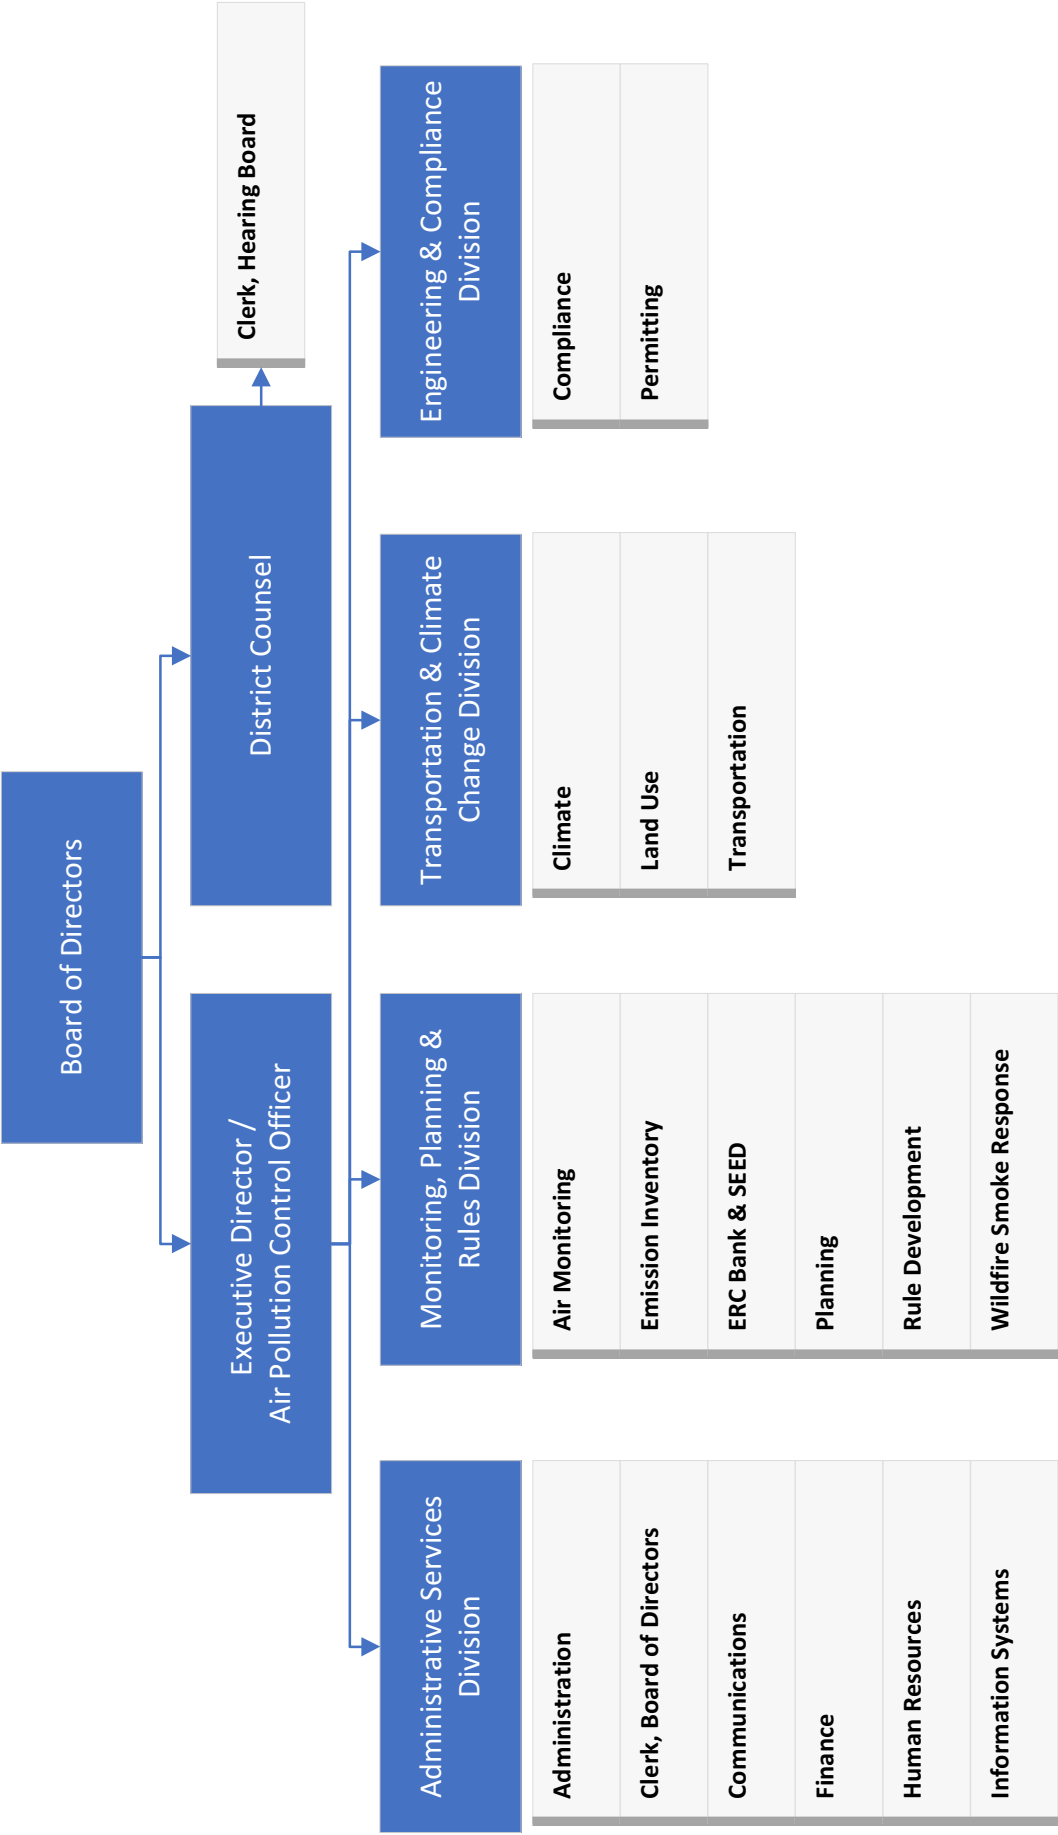 Board of Directors
Executive Director /
Air Pollution Control Officer
District Counsel
Clerk, Hearing Board
Administrative Services
Division
Administration
Clerk, Board of Directors
Communications
Finance
Human Resources
Information Systems
Monitoring, Planning &
Rules Division
Air Monitoring
Emission Inventory
ERC Bank & SEED
Planning
Rule Development
Wildfire Smoke Response
Transportation & Climate
Change Division
Climate
Land Use
Transportation
Engineering & Compliance
Division
Compliance
Permitting